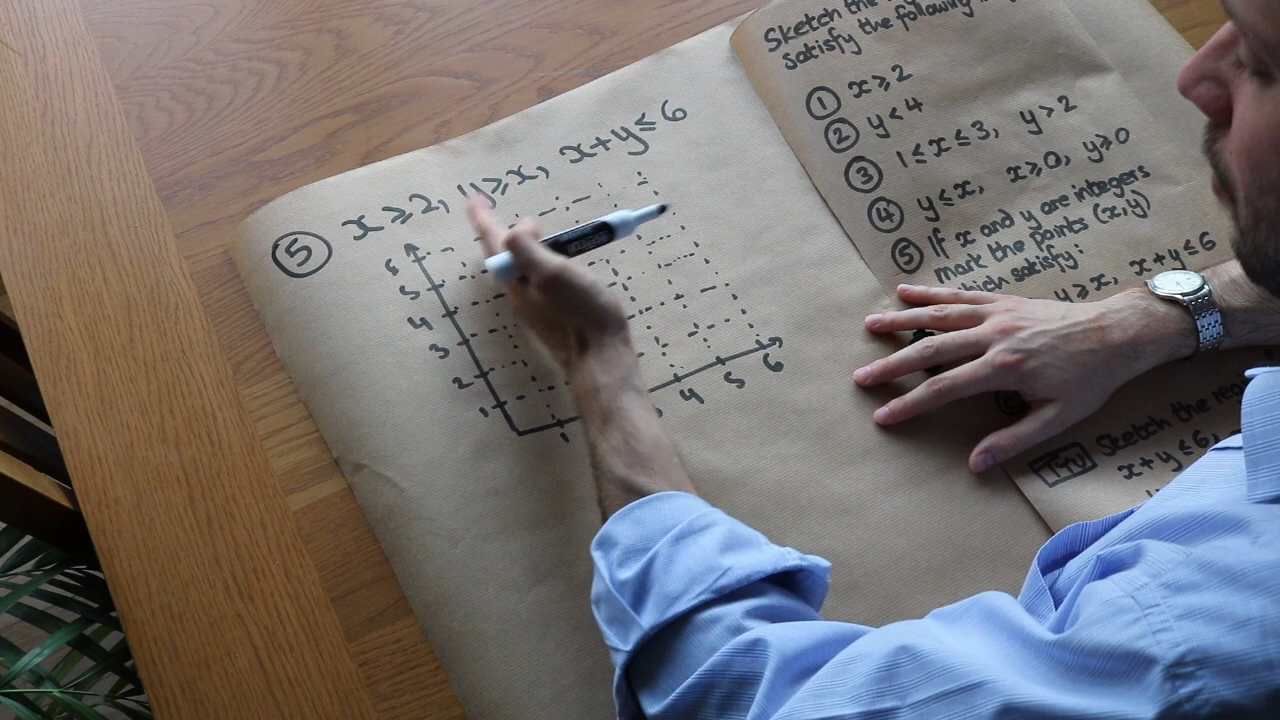 ⑤ x ≥ 2, y ≥ x, x + y ≤ 6
6
5
4
3
2
1
1
4
5
6
Sketch the
satisfy the following
① x ≥ 2
② y < 4
③ 1 ≤ x ≤ 3, y > 2
④ y ≤ x, x ≥ 0, y ≥ 0
⑤ If x and y are integers
mark the points (x, y)
which satisfy:
y ≥ x, x + y ≤ 6
Sketch the
x + y ≤ 6,